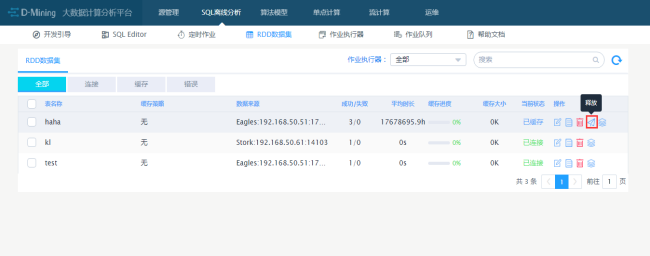 D-Mining 大数据计算分析平台 源管理 SQL离线分析 算法模型 单点计算 流计算 运维
开发引导 SQL Editor 定时作业 RDD数据集 作业执行器 作业队列 帮助文档
RDD数据集 作业执行器： 全部 搜索
全部 连接 缓存 错误
释放
表名称 缓存策略 数据来源 成功/失败 平均时长 缓存进度 缓存大小 当前状态 操作
haha 无 Eagles:192.168.50.51:17... 3/0 17678695.9h 0% 0K 已缓存
kl 无 Stork:192.168.50.61:14103 1/0 0s 0% 0K 已连接
test 无 Eagles:192.168.50.51:17... 1/0 0s 0% 0K 已连接
共 3 条 1 前往 1 页